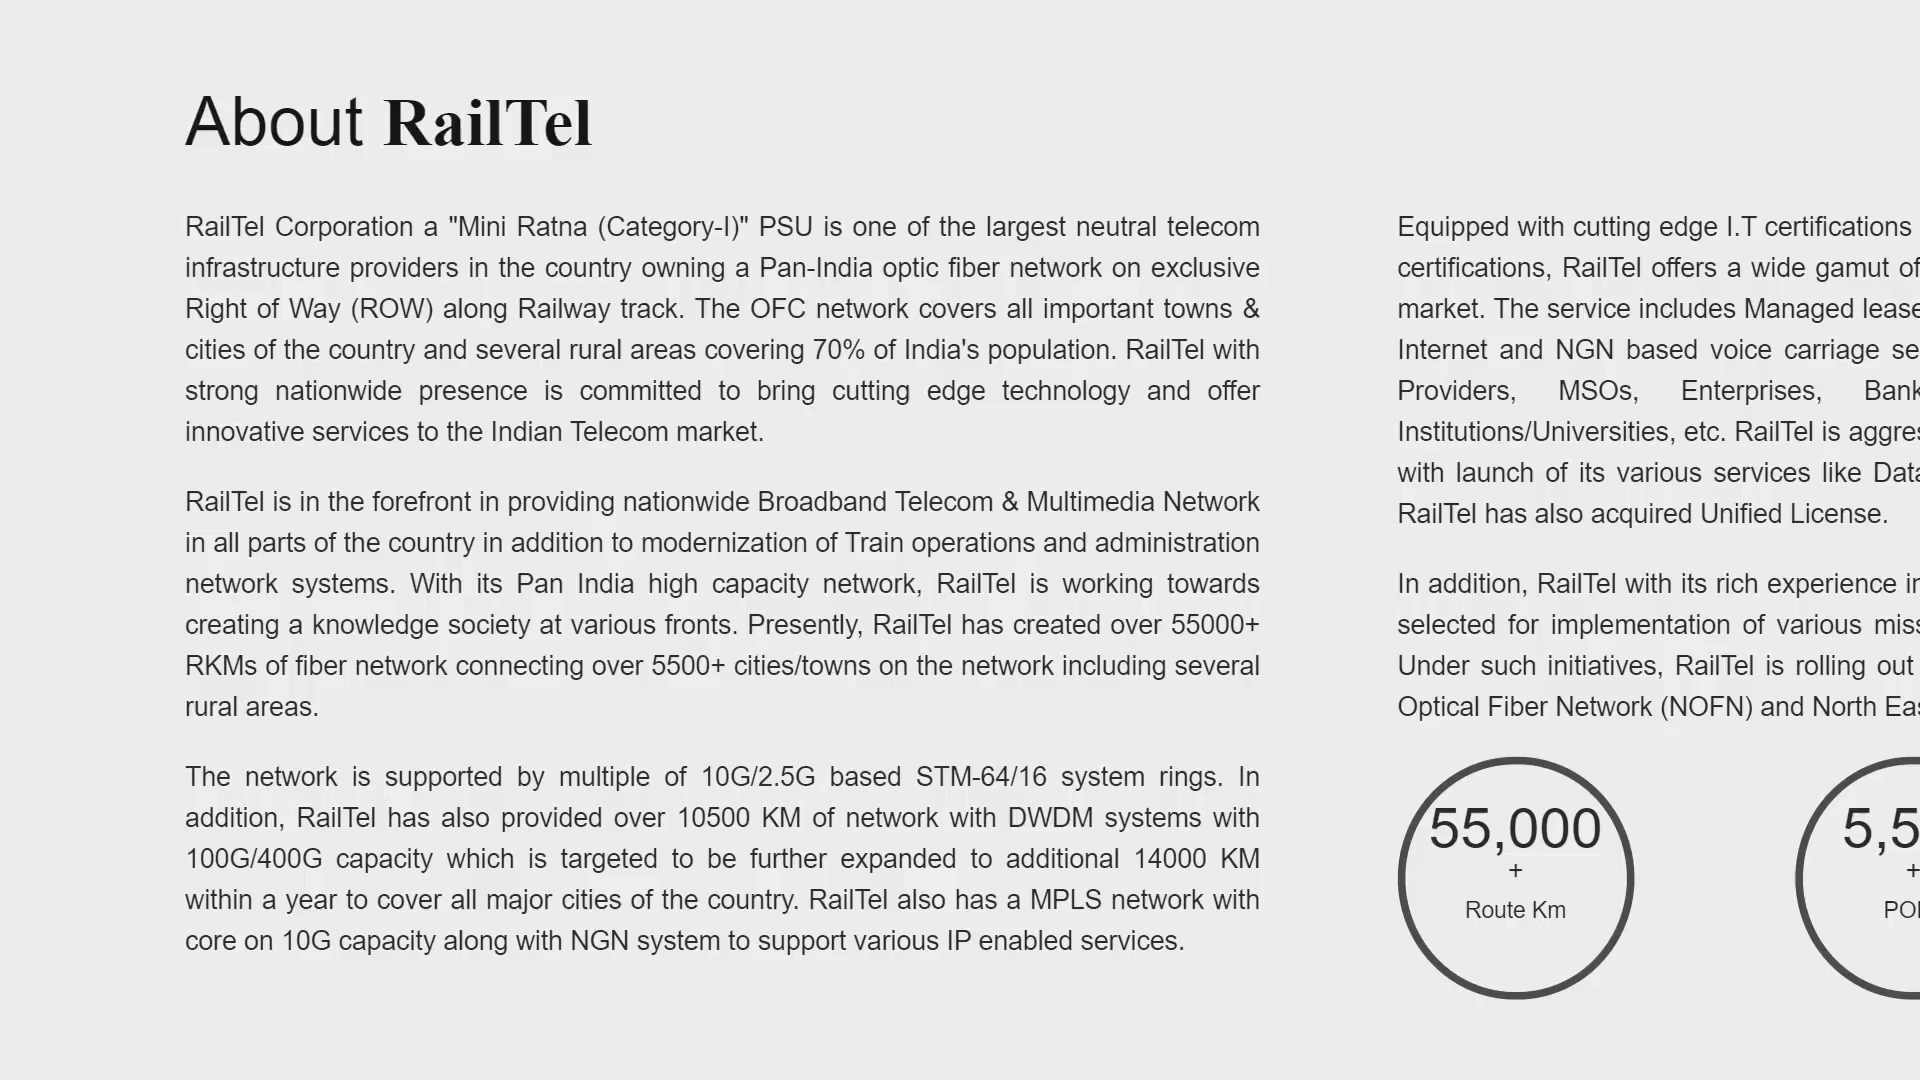 About RailTel
RailTel Corporation a "Mini Ratna (Category-I)" PSU is one of the largest neutral telecom
infrastructure providers in the country owning a Pan-India optic fiber network on exclusive
Right of Way (ROW) along Railway track. The OFC network covers all important towns &
cities of the country and several rural areas covering 70% of India's population. RailTel with
strong nationwide presence is committed to bring cutting edge technology and offer
innovative services to the Indian Telecom market.
RailTel is in the forefront in providing nationwide Broadband Telecom & Multimedia Network
in all parts of the country in addition to modernization of Train operations and administration
network systems. With its Pan India high capacity network, RailTel is working towards
creating a knowledge society at various fronts. Presently, RailTel has created over 55000+
RKMs of fiber network connecting over 5500+ cities/towns on the network including several
rural areas.
The network is supported by multiple of 10G/2.5G based STM-64/16 system rings. In
addition, RailTel has also provided over 10500 KM of network with DWDM systems with
100G/400G capacity which is targeted to be further expanded to additional 14000 KM
within a year to cover all major cities of the country. RailTel also has a MPLS network with
core on 10G capacity along with NGN system to support various IP enabled services.
Equipped with cutting edge I.T certifications
certifications, RailTel offers a wide gamut of
market. The service includes Managed
Internet and NGN based voice carriage
Providers, MSOs, Enterprises,
Institutions/Universities, etc. RailTel is
with launch of its various services like
RailTel has also acquired Unified License.
In addition, RailTel with its rich experience
selected for implementation of various
Under such initiatives, RailTel is rolling out
Optical Fiber Network (NOFN) and North
55,000
+
Route Km
+